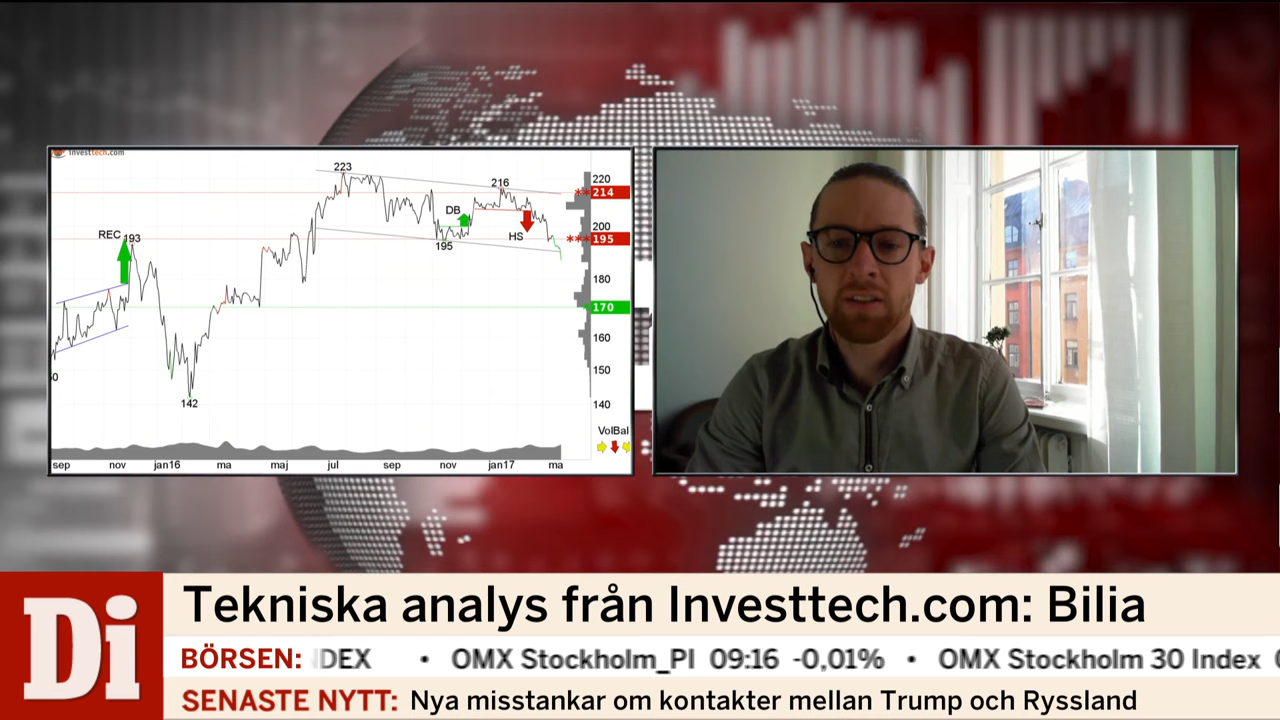 Investtech.com
223
220
216
** 214
DB
200
REC 193
HS
*** 195
195
180
170
160
150
142
140
VolBal
sep nov jan16 ma maj jul sep nov jan17 ma
Di
Tekniska analys från Investtech.com: Bilia
BÖRSEN: DEX • OMX Stockholm_PI 09:16 -0,01% • OMX Stockholm 30 Index
SENASTE NYTT: Nya misstankar om kontakter mellan Trump och Ryssland